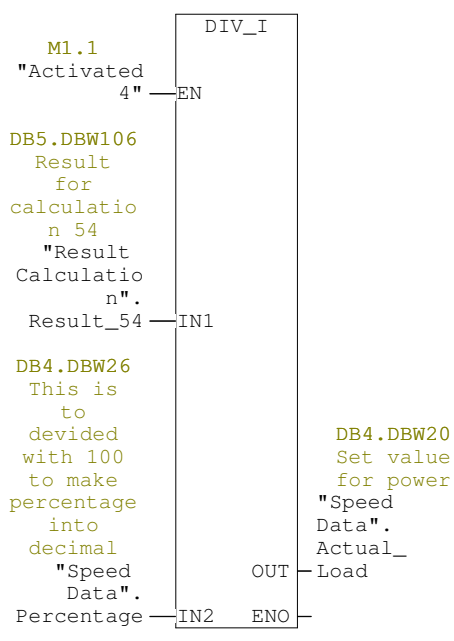 DIV_I
M1.1
"Activated
4"
EN
DB5.DBW106
Result
for
calculatio
n 54
"Result
Calculatio
n".
Result_54
IN1
DB4.DBW26
This is
to
devided
with 100
to make
percentage
into
decimal
"Speed
Data".
Percentage
IN2
DB4.DBW20
Set value
for power
"Speed
Data".
Actual_
Load
OUT
ENO